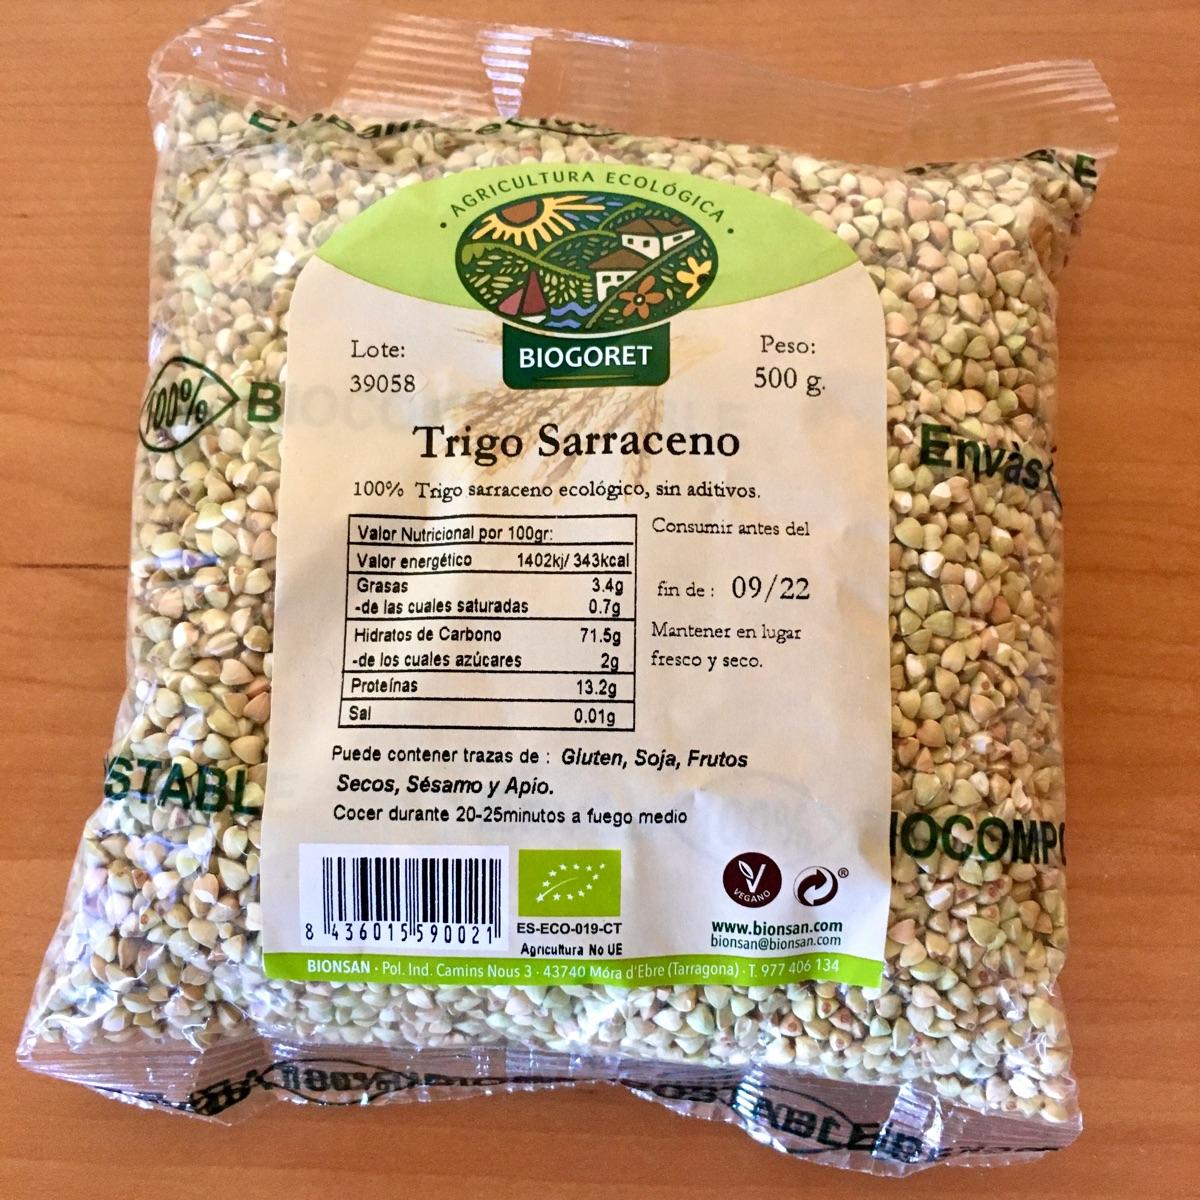 AGRICULTURA ECOLÓGICA
BIOGORET
Lote:
39058
Peso:
500 g.
100%
B
Envàs
Trigo Sarraceno
100% Trigo sarraceno ecológico, sin aditivos.
Valor Nutricional por 100gr:
Valor energético 1402kj/ 343kcal
Grasas 3.4g
-de las cuales saturadas 0.7g
Hidratos de Carbono 71.5g
-de los cuales azúcares 2g
Proteínas 13.2g
Sal 0.01g
Consumir antes del
fin de : 09/22
Mantener en lugar
fresco y seco.
Puede contener trazas de : Gluten, Soja, Frutos
Secos, Sésamo y Apio.
Cocer durante 20-25minutos a fuego medio
STABLE
IOCOMPO
8 436015 590021
ES-ECO-019-CT
Agricultura No UE
VEGANO
®
www.bionsan.com
bionsan@bionsan.com
BIONSAN · Pol. Ind. Camins Nous 3 · 43740 Móra d'Ebre (Tarragona) · T. 977 406 134